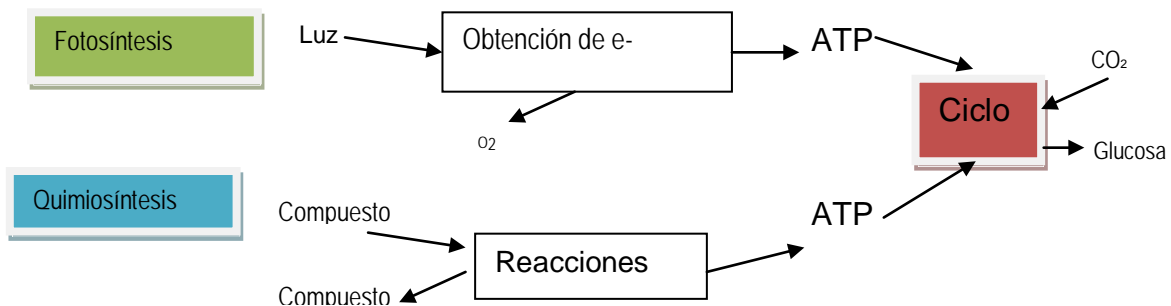 Fotosíntesis
Luz
Obtención de e-
ATP
CO₂
Ciclo
O2
Glucosa
Quimiosíntesis
Compuesto
ATP
Reacciones
Compuesto